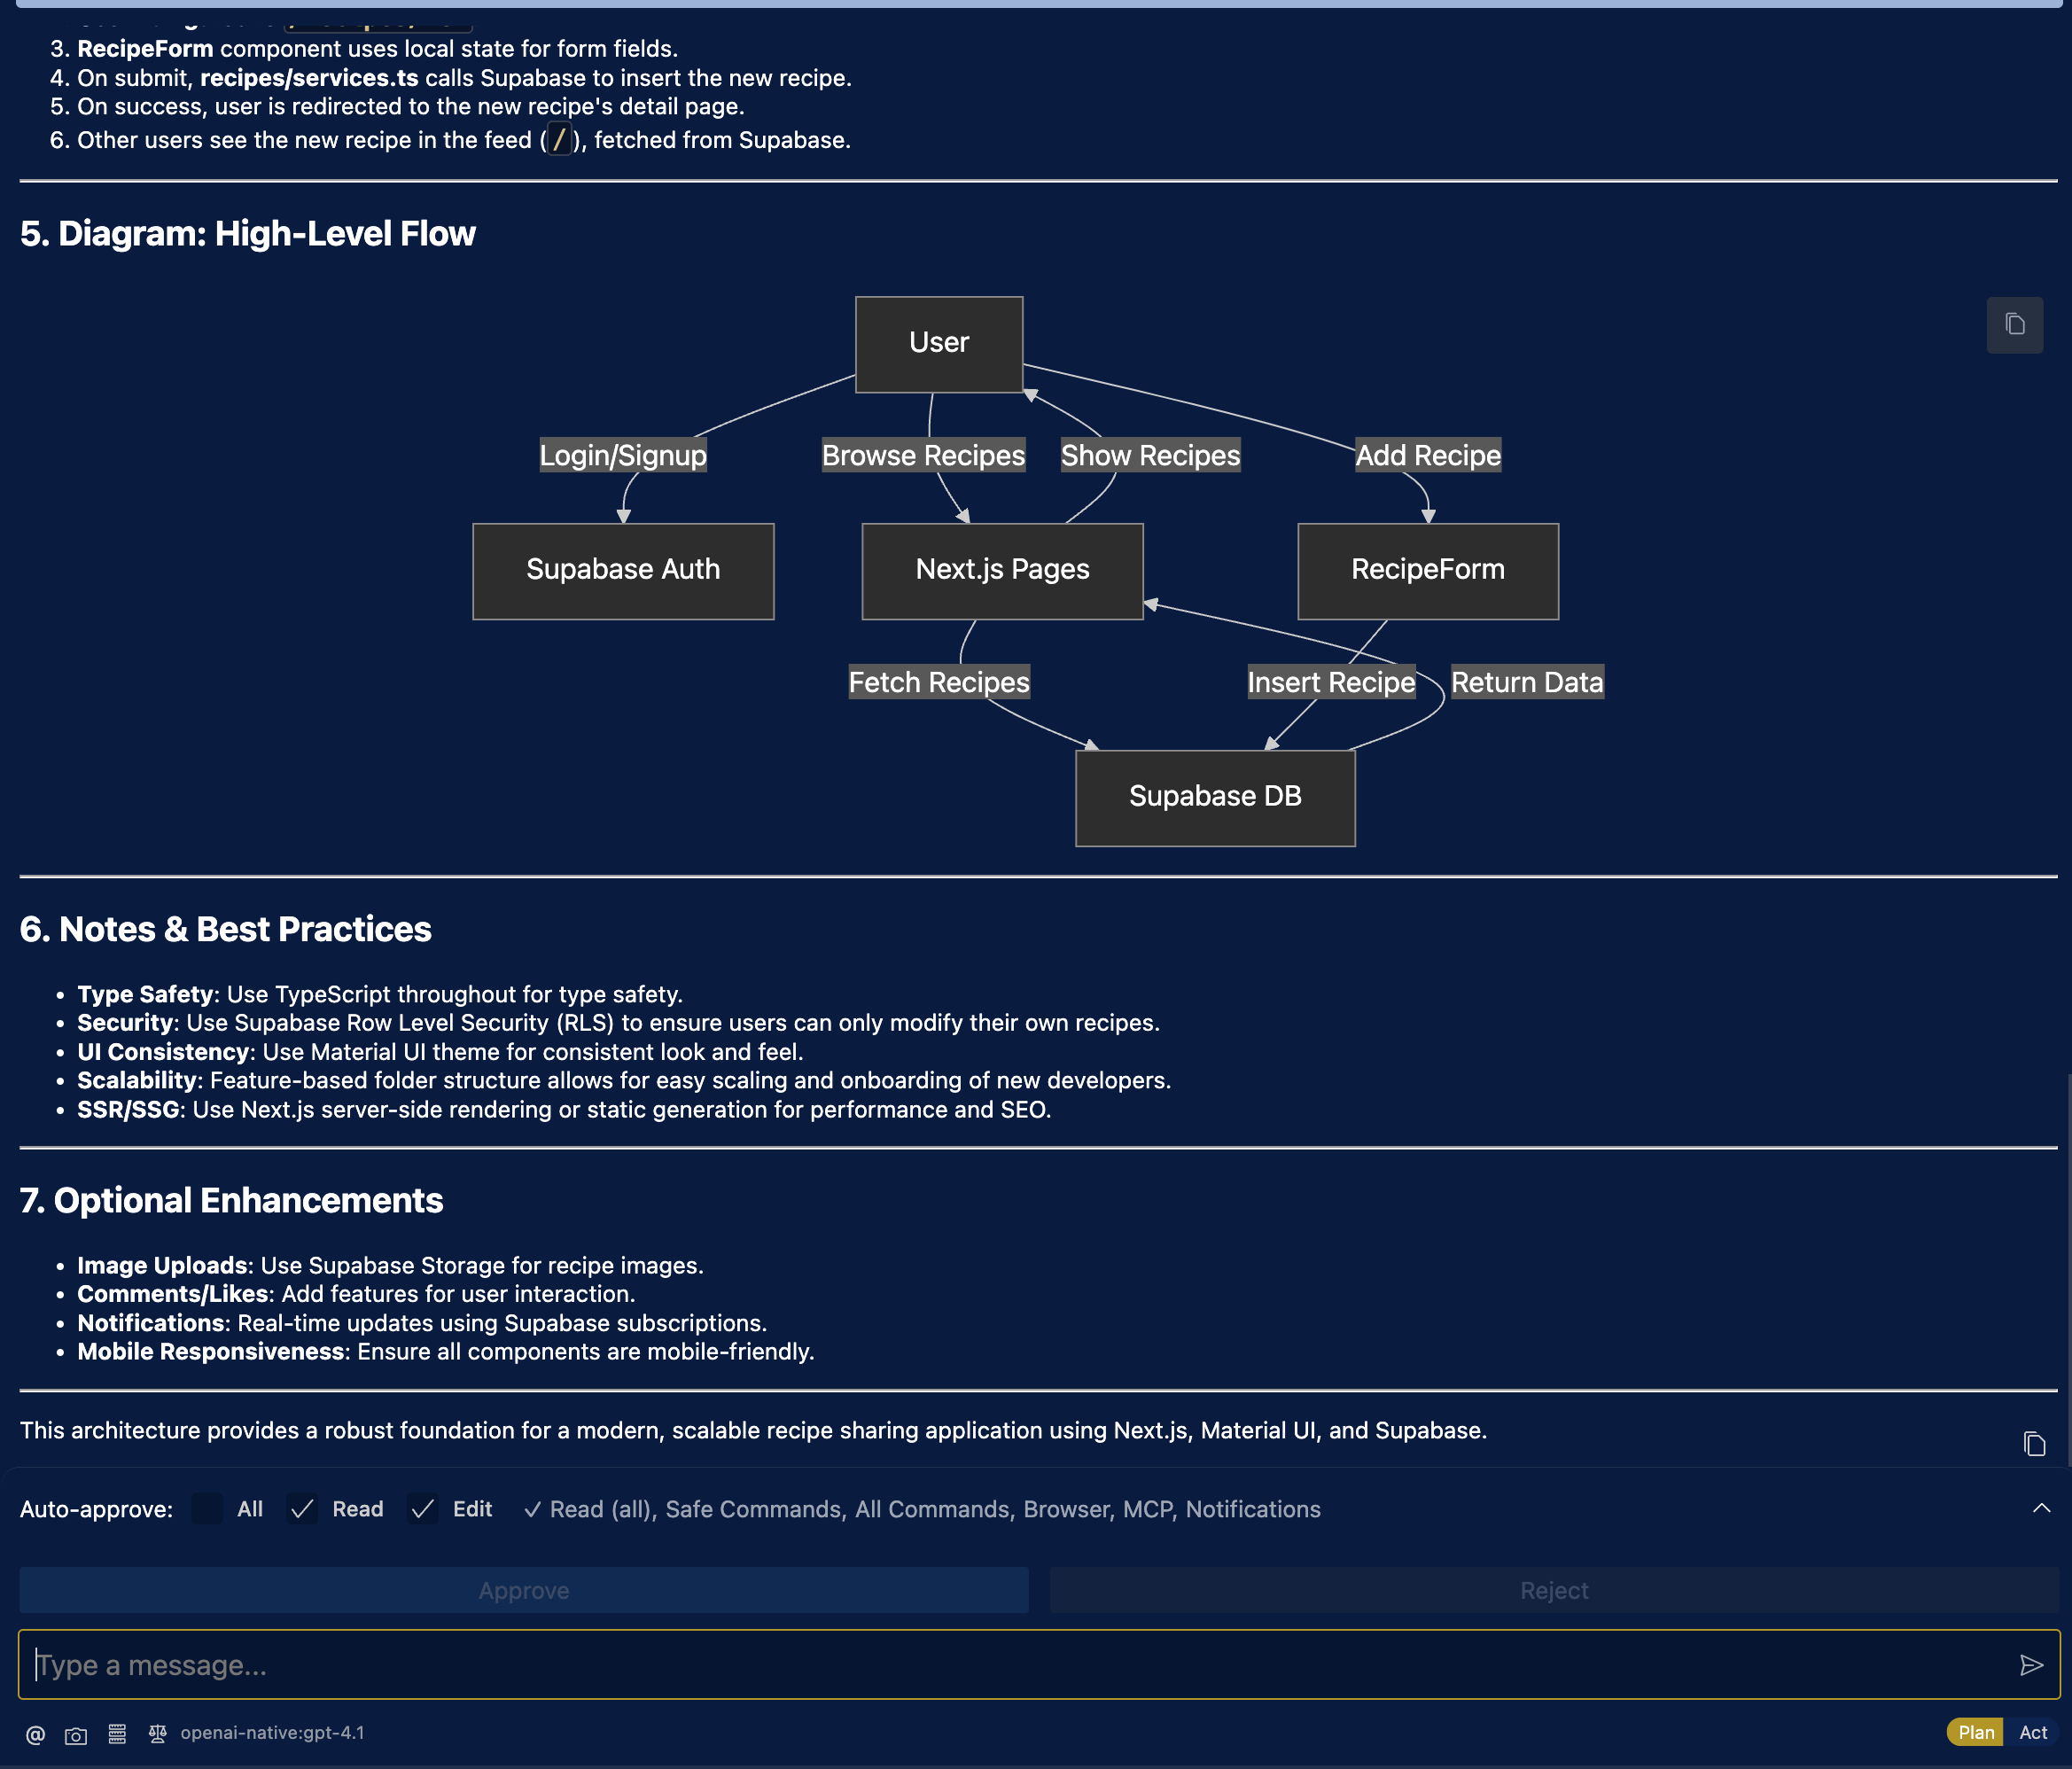 3. RecipeForm component uses local state for form fields.
4. On submit, recipes/services.ts calls Supabase to insert the new recipe.
5. On success, user is redirected to the new recipe's detail page.
6. Other users see the new recipe in the feed (/), fetched from Supabase.
5. Diagram: High-Level Flow
User
Login/Signup
Browse Recipes
Show Recipes
Add Recipe
Supabase Auth
Next.js Pages
RecipeForm
Fetch Recipes
Insert Recipe
Return Data
Supabase DB
6. Notes & Best Practices
• Type Safety: Use TypeScript throughout for type safety.
• Security: Use Supabase Row Level Security (RLS) to ensure users can only modify their own recipes.
• UI Consistency: Use Material UI theme for consistent look and feel.
• Scalability: Feature-based folder structure allows for easy scaling and onboarding of new developers.
• SSR/SSG: Use Next.js server-side rendering or static generation for performance and SEO.
7. Optional Enhancements
• Image Uploads: Use Supabase Storage for recipe images.
• Comments/Likes: Add features for user interaction.
• Notifications: Real-time updates using Supabase subscriptions.
• Mobile Responsiveness: Ensure all components are mobile-friendly.
This architecture provides a robust foundation for a modern, scalable recipe sharing application using Next.js, Material UI, and Supabase.
Auto-approve: All ✓ Read ✓ Edit ✓ Read (all), Safe Commands, All Commands, Browser, MCP, Notifications
Approve
Reject
Type a message...
@ openai-native:gpt-4.1
Plan Act